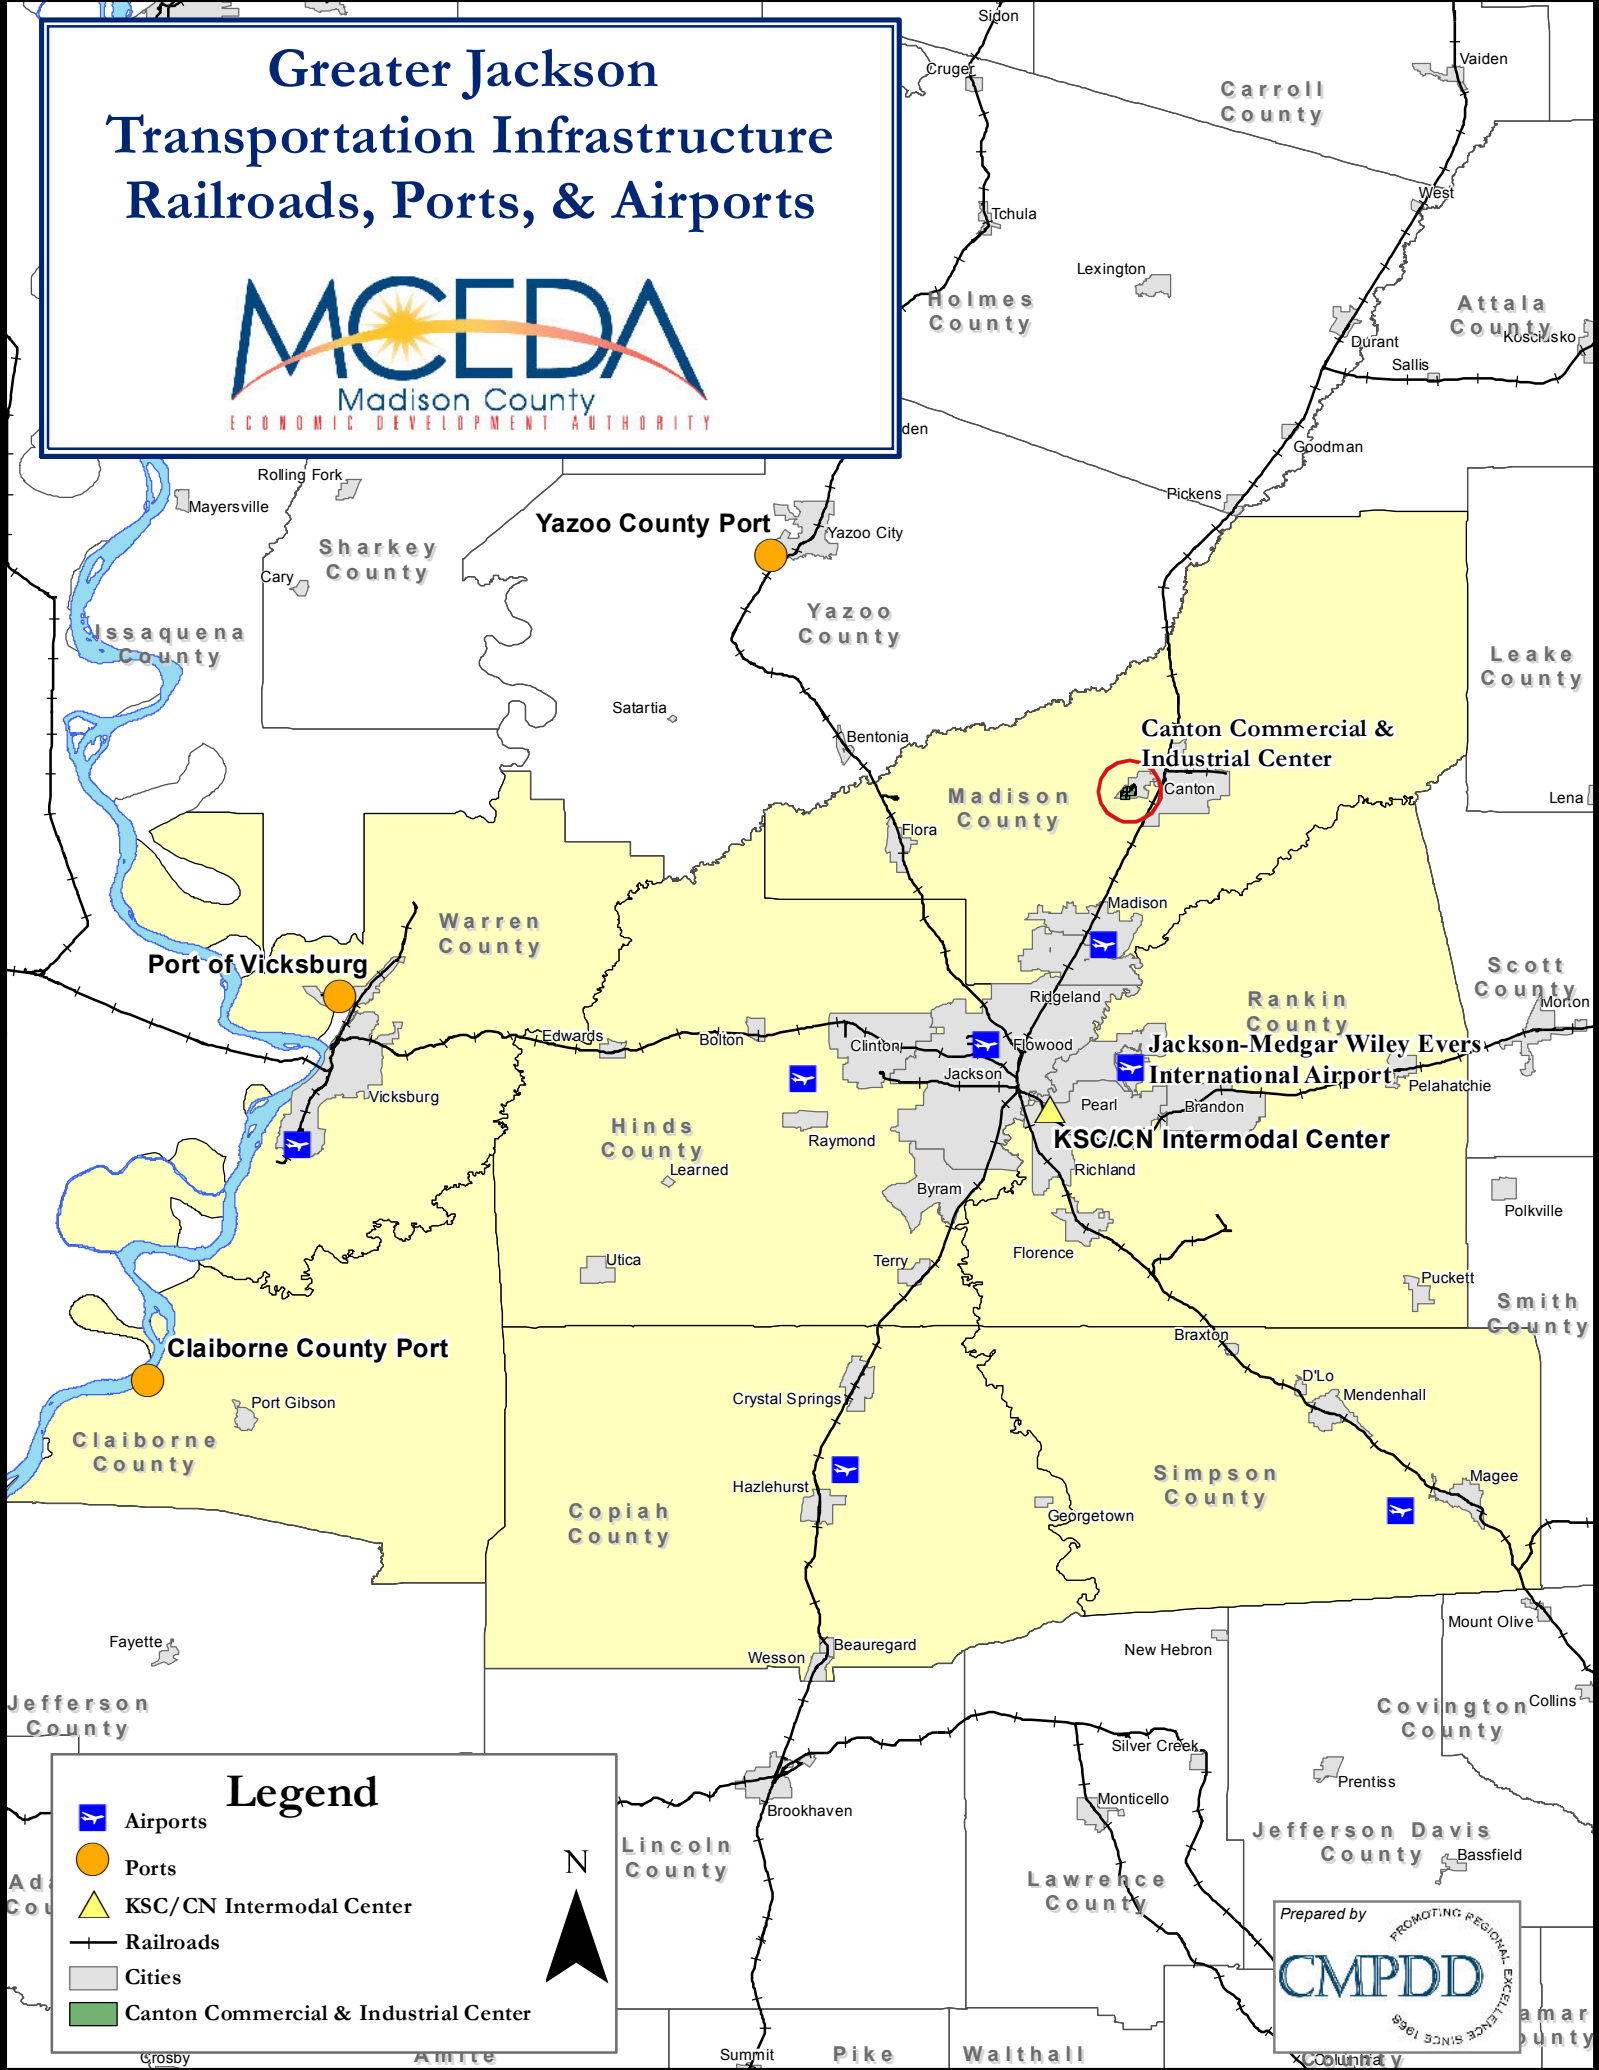 Greater Jackson
Transportation Infrastructure
Railroads, Ports, & Airports
MCEDA
Madison County
ECONOMIC DEVELOPMENT AUTHORITY
Sidon
Cruger
Vaiden
Carroll
County
West
Tchula
Lexington
Holmes
County
Attala
County
Kosciusko
Durant
Sallis
den
Goodman
Rolling Fork
Mayersville
Pickens
Yazoo County Port
Yazoo City
Sharkey
County
Cary
Yazoo
County
Issaquena
County
Leake
County
Satartia
Bentonia
Canton Commercial &
Industrial Center
Canton
Madison
County
Lena
Flora
Madison
Warren
County
Port of Vicksburg
Scott
County
Morton
Ridgeland
Rankin
County
Edwards
Bolton
Clinton
Flowood
Jackson-Medgar Wiley Evers
International Airport
Jackson
Pelahatchie
Vicksburg
Pearl
Brandon
Hinds
County
Raymond
KSC/CN Intermodal Center
Learned
Richland
Byram
Polkville
Utica
Terry
Florence
Puckett
Smith
County
Claiborne County Port
Braxton
D'Lo
Mendenhall
Crystal Springs
Port Gibson
Claiborne
County
Simpson
County
Magee
Hazlehurst
Copiah
County
Georgetown
Fayette
Beauregard
Wesson
New Hebron
Mount Olive
Jefferson
County
Covington
County
Collins
Silver Creek
Prentiss
Monticello
Brookhaven
Lincoln
County
Jefferson Davis
County
Bassfield
Lawrence
County
Legend
Airports
Ports
KSC/CN Intermodal Center
Railroads
Cities
Canton Commercial & Industrial Center
N
Ad
Cou
Prepared by
CMPDD
PROMOTING REGIONAL EXCELLENCE SINCE 1968
amar
ounty
Crosby
Amite
Summit
Pike
Walthall
County
Columbia